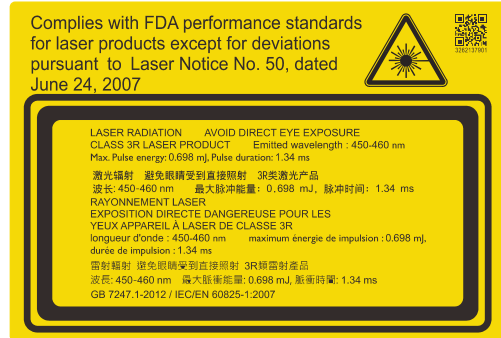 Complies with FDA performance standards
for laser products except for deviations
pursuant to Laser Notice No. 50, dated
June 24, 2007
3282137901
LASER RADIATION AVOID DIRECT EYE EXPOSURE
CLASS 3R LASER PRODUCT Emitted wavelength : 450-460 nm
Max. Pulse energy: 0.698 mJ, Pulse duration: 1.34 ms
激光辐射 避免眼睛受到直接照射 3R类激光产品
波长: 450-460 nm 最大脉冲能量: 0.698 mJ, 脉冲时间: 1.34 ms
RAYONNEMENT LASER
EXPOSITION DIRECTE DANGEREUSE POUR LES
YEUX APPAREIL À LASER DE CLASSE 3R
longueur d'onde : 450-460 nm maximum énergie de impulsion : 0.698 mJ,
durée de impulsion : 1.34 ms
雷射輻射 避免眼睛受到直接照射 3R類雷射產品
波長: 450-460 nm 最大脈衝能量: 0.698 mJ, 脈衝時間: 1.34 ms
GB 7247.1-2012 / IEC/EN 60825-1:2007